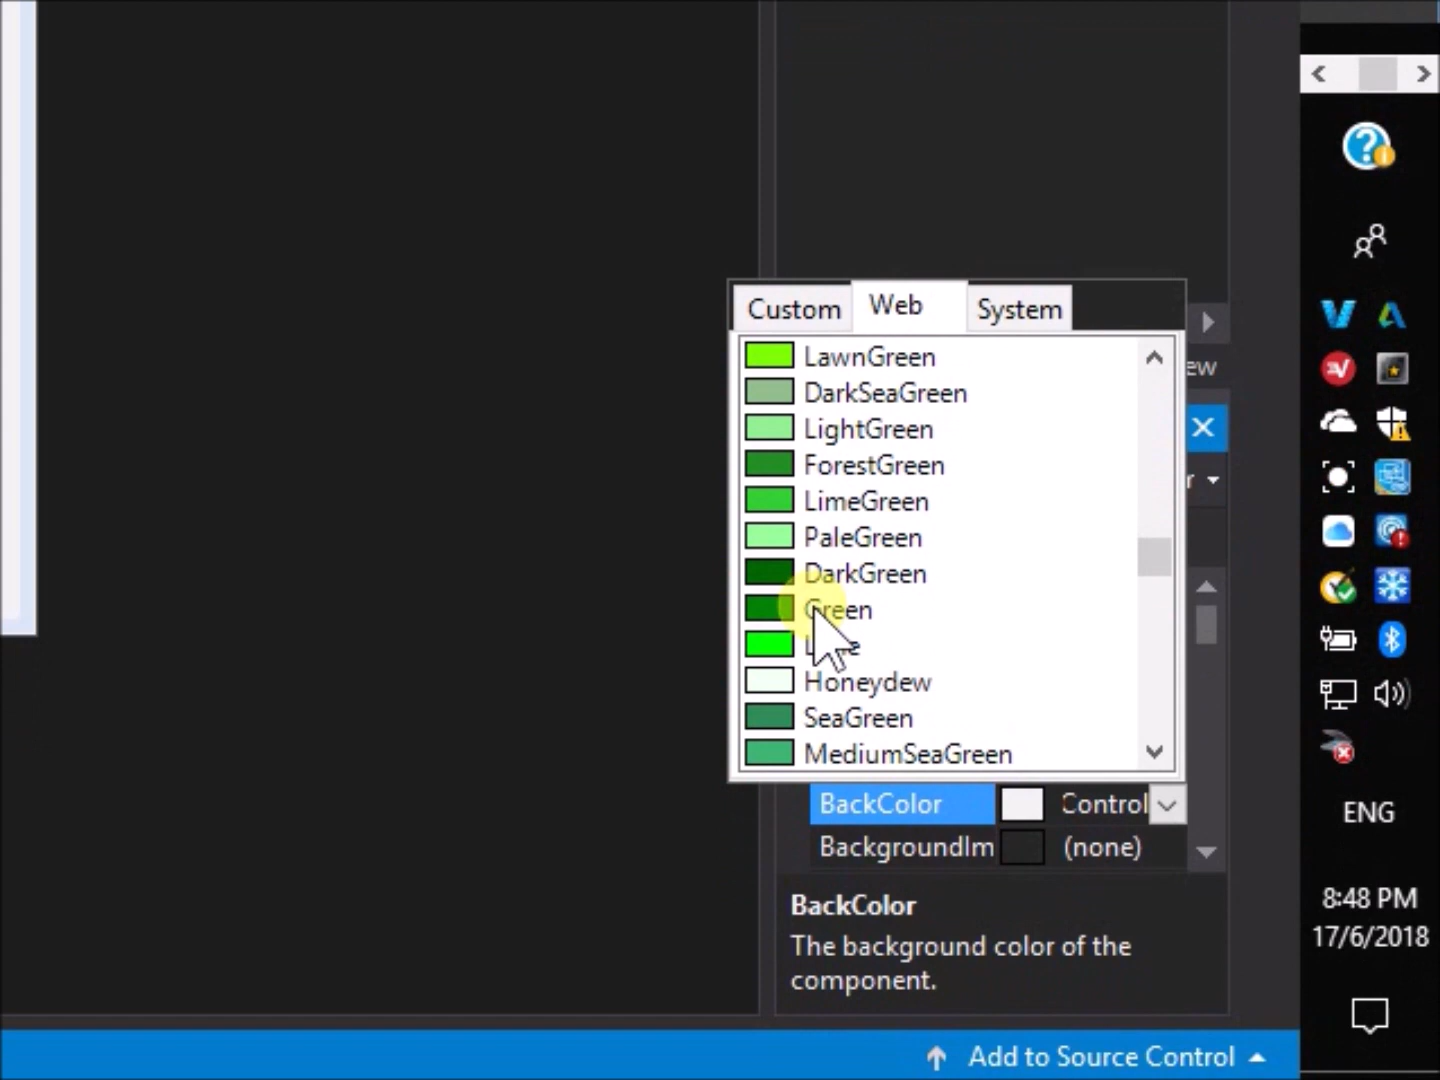 Custom Web System
LawnGreen
DarkSeaGreen
LightGreen
ForestGreen
LimeGreen
PaleGreen
DarkGreen
Green
Honeydew
SeaGreen
MediumSeaGreen
BackColor Control
BackgroundIm (none)
BackColor
The background color of the
component.
Add to Source Control
ENG
8:48 PM
17/6/2018